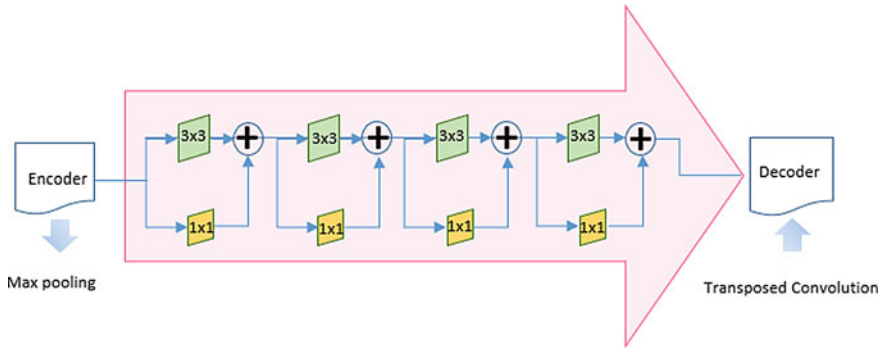 3x3
3x3
3x3
3x3
Encoder
Decoder
1x1
1x1
1x1
1x1
Max pooling
Transposed Convolution